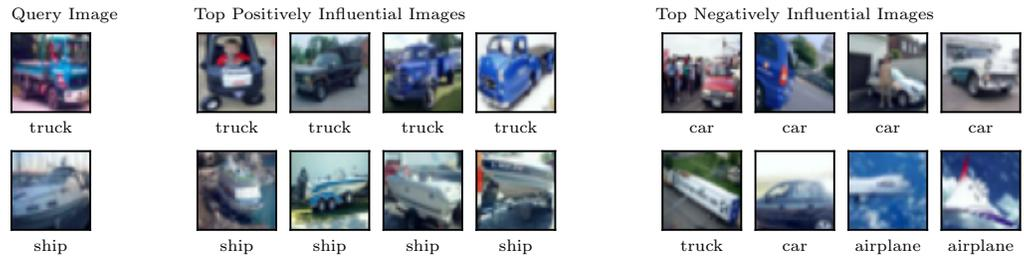 Query Image Top Positively Influential Images Top Negatively Influential Images
truck truck truck truck truck car car car car
ship ship ship ship ship truck car airplane airplane